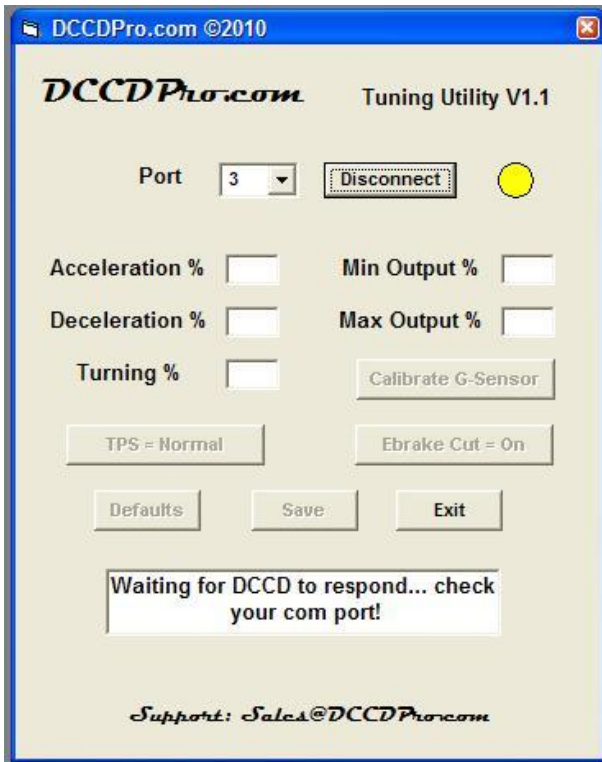 DCCDPro.com ©2010
DCCDPro.com
Tuning Utility V1.1
Port 3 Disconnect
Acceleration % Min Output %
Deceleration % Max Output %
Turning % Calibrate G-Sensor
TPS = Normal Ebrake Cut = On
Defaults Save Exit
Waiting for DCCD to respond... check
your com port!
Support: Sales@DCCDPro.com